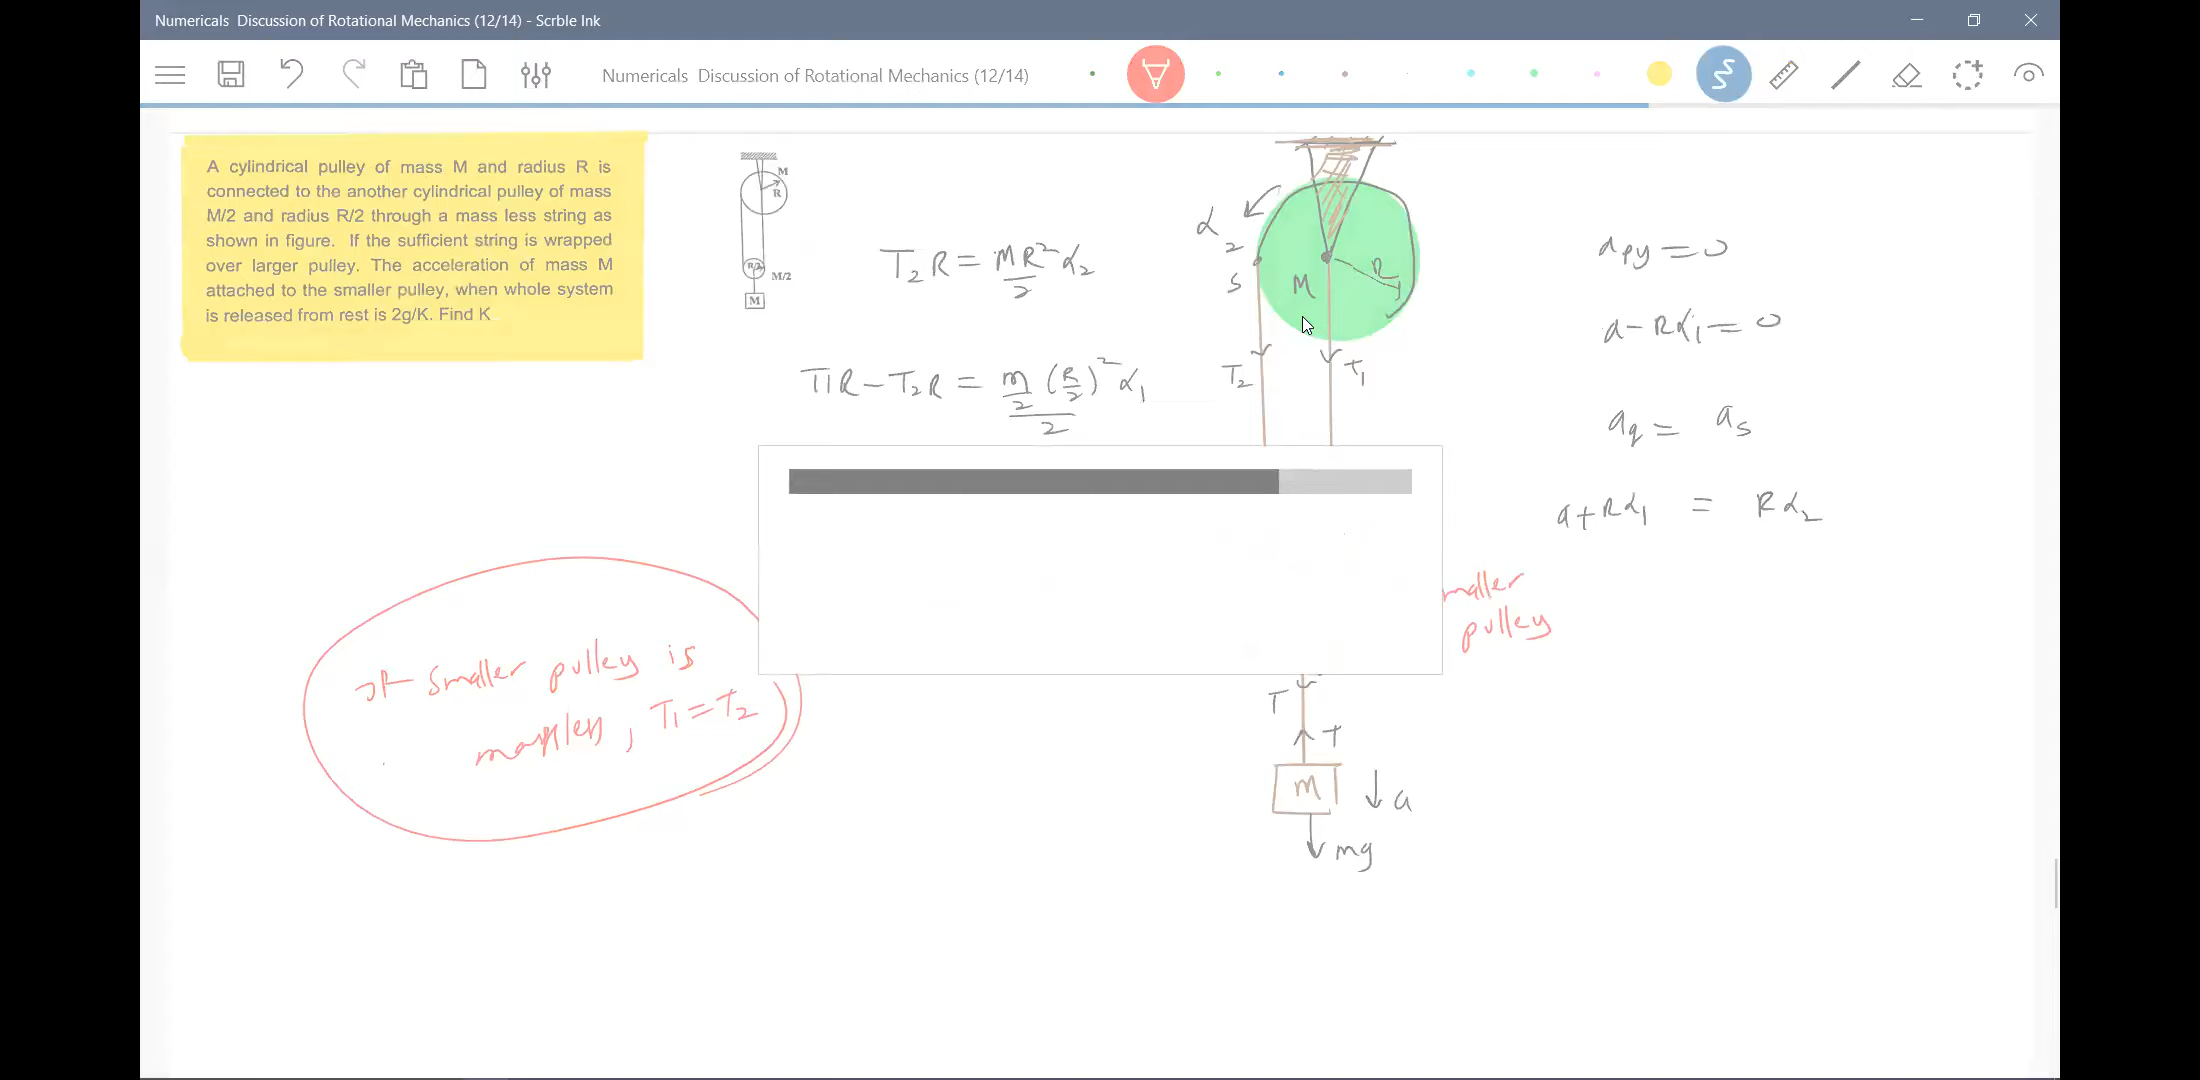 Numericals Discussion of Rotational Mechanics (12/14) - Scrble Ink
Numericals Discussion of Rotational Mechanics (12/14)
A cylindrical pulley of mass M and radius R is
connected to the another cylindrical pulley of mass
M/2 and radius R/2 through a mass less string as
shown in figure. If the sufficient string is wrapped
over larger pulley. The acceleration of mass M
attached to the smaller pulley, when whole system
is released from rest is 2g/K. Find K
M
R
R/2
M/2
M
T₂R = MR²/2 α₂
T1R - T₂R = m/2 (R/2)²/2 α₁
α₂
S
M
R
T₂
T₁
a_py = 0
a - Rα₁ = 0
a_q = a_s
a + Rα₁ = Rα₂
maller
pulley
If smaller pulley is
massless, T₁ = T₂
T
T
m
a
mg